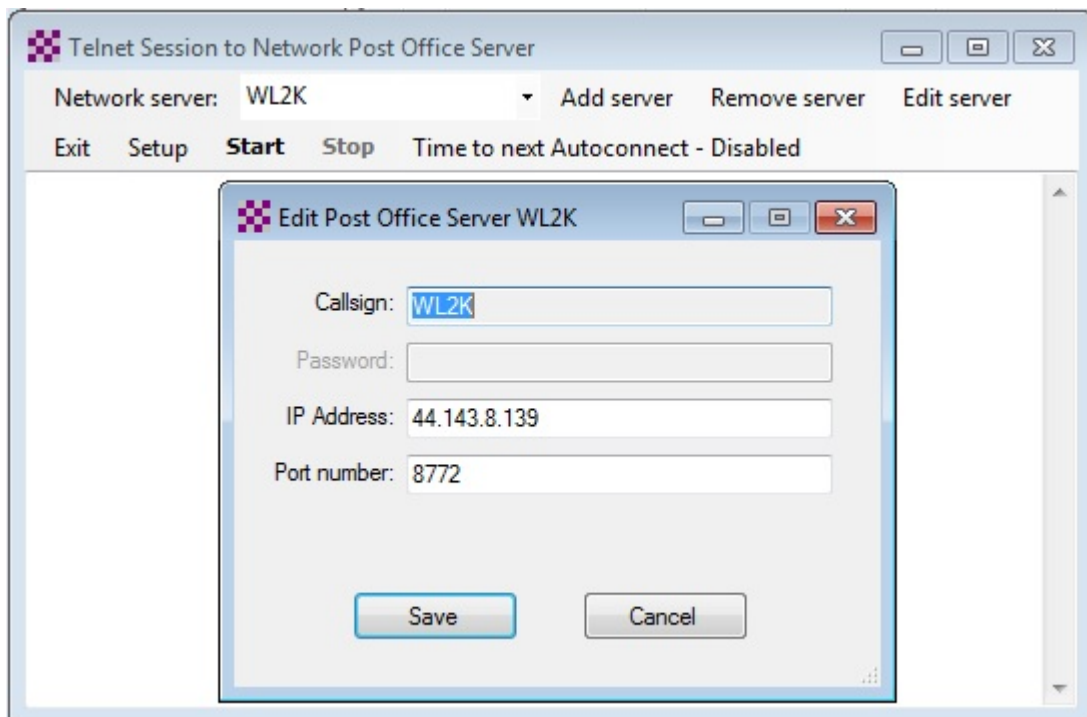 Telnet Session to Network Post Office Server
Network server: WL2K Add server Remove server Edit server
Exit Setup Start Stop Time to next Autoconnect - Disabled
Edit Post Office Server WL2K
Callsign: WL2K
Password:
IP Address: 44.143.8.139
Port number: 8772
Save Cancel